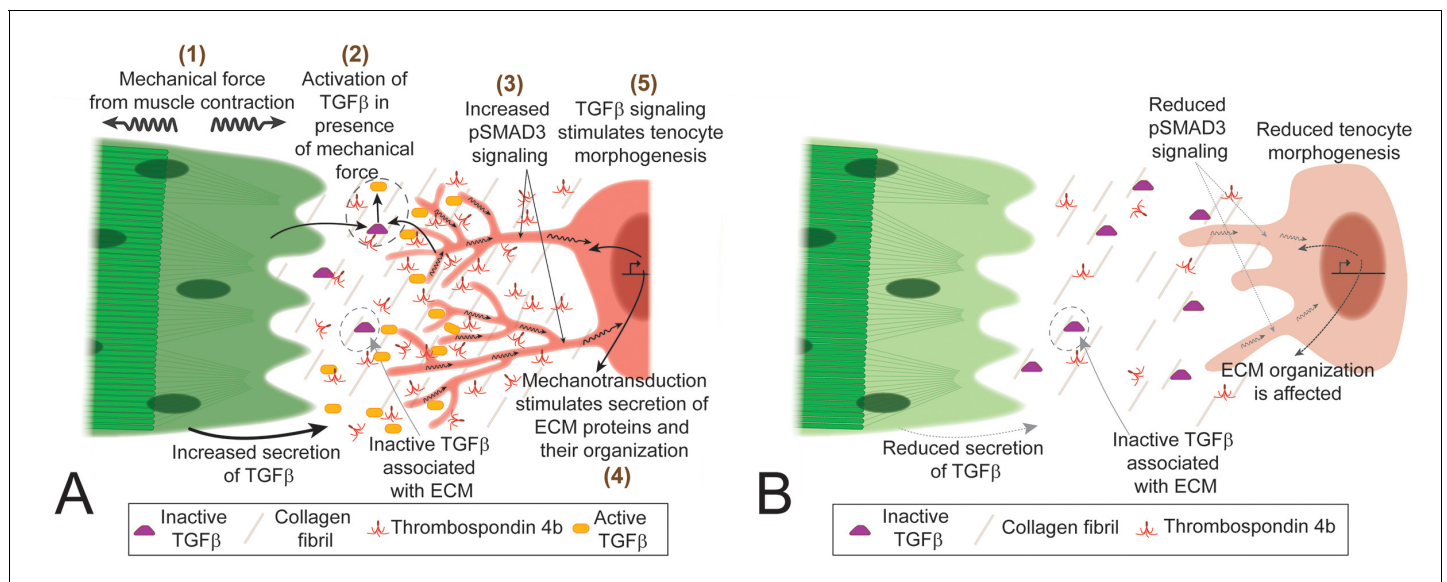 (1)
Mechanical force
from muscle contraction
(2)
Activation of
TGFβ in
presence
of mechanical
force
(3)
Increased
pSMAD3
signaling
(5)
TGFβ signaling
stimulates tenocyte
morphogenesis
Mechanotransduction
stimulates secretion of
ECM proteins and
their organization
(4)
Increased secretion
of TGFβ
Inactive TGFβ
associated
with ECM
A
Inactive
TGFβ
Collagen
fibril
Thrombospondin 4b
Active
TGFβ
Reduced
pSMAD3
signaling
Reduced tenocyte
morphogenesis
ECM organization
is affected
Reduced secretion
of TGFβ
Inactive TGFβ
associated
with ECM
B
Inactive
TGFβ
Collagen fibril
Thrombospondin 4b